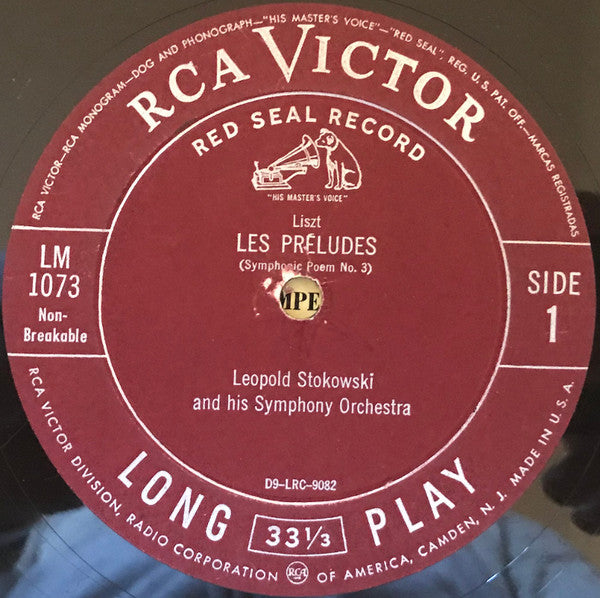 RCA VICTOR—RCA MONOGRAM—DOG AND PHONOGRAPH—"HIS MASTER'S VOICE"—"RED SEAL", REG. U.S. PAT. OFF.—MARCAS REGISTRADAS
RCA VICTOR
RED SEAL RECORD
"HIS MASTER'S VOICE"
Liszt
LES PRÉLUDES
(Symphonic Poem No. 3)
LM
1073
Non-
Breakable
SIDE
1
MPE
Leopold Stokowski
and his Symphony Orchestra
D9-LRC-9082
LONG PLAY
33 1/3
RCA VICTOR DIVISION, RADIO CORPORATION RCA OF AMERICA, CAMDEN, N. J. MADE IN U.S.A.